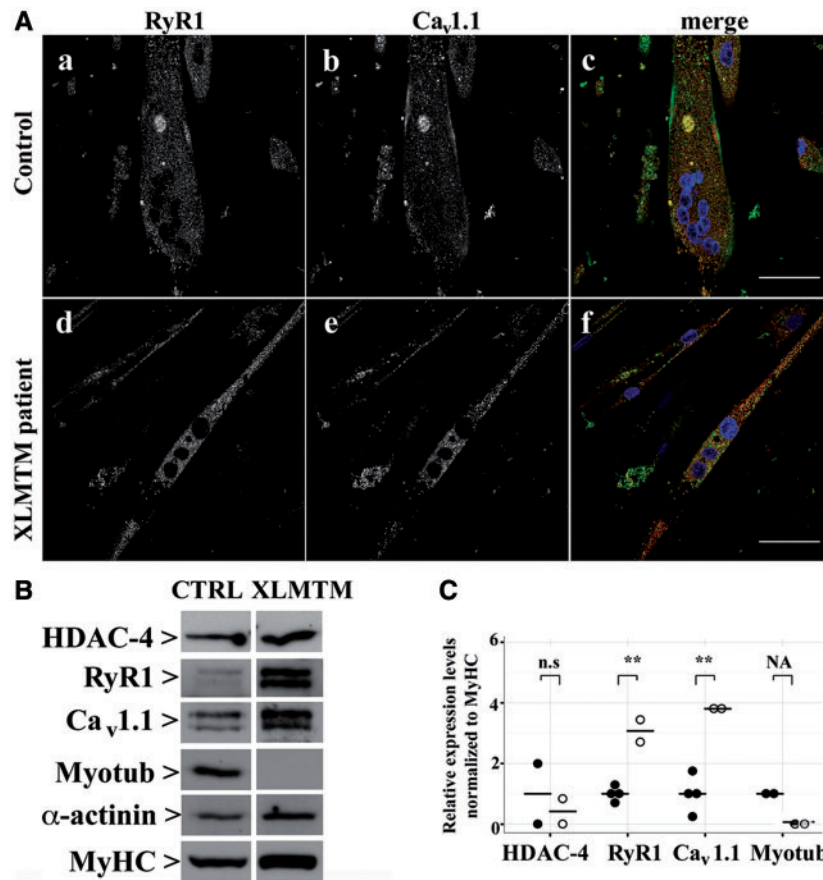 A
RyR1 Caᵥ1.1 merge
Control
a b c
XLMTM patient
d e f
B
CTRL XLMTM
HDAC-4 >
RyR1 >
Caᵥ1.1 >
Myotub >
α-actinin >
MyHC >
C
Relative expression levels
normalized to MyHC
6
4
2
0
n.s ** ** NA
HDAC-4 RyR1 Caᵥ1.1 Myotub